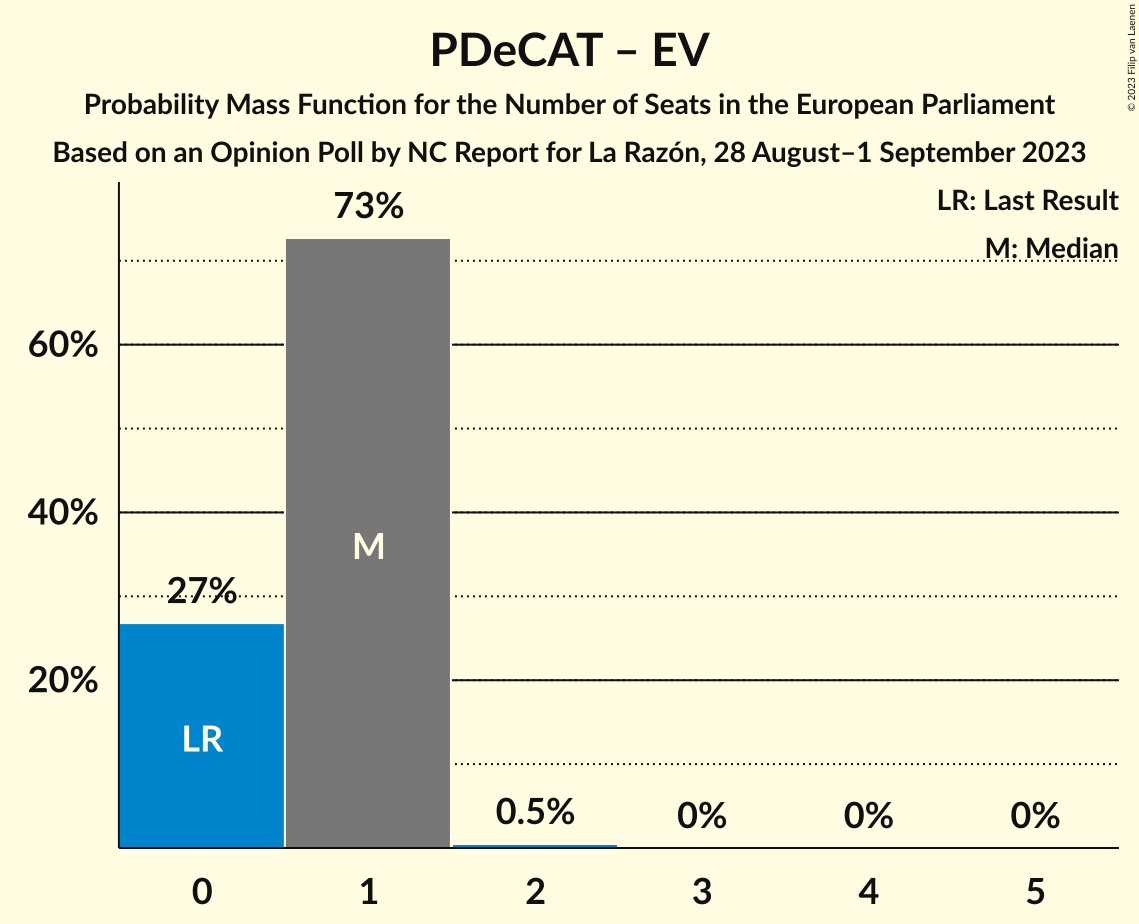 PDeCAT – EV
Probability Mass Function for the Number of Seats in the European Parliament
Based on an Opinion Poll by NC Report for La Razón, 28 August–1 September 2023
© 2023 Filip van Laenen
LR: Last Result
M: Median
73%
60%
40%
M
27%
20%
LR
0.5%
0%
0%
0%
0
1
2
3
4
5